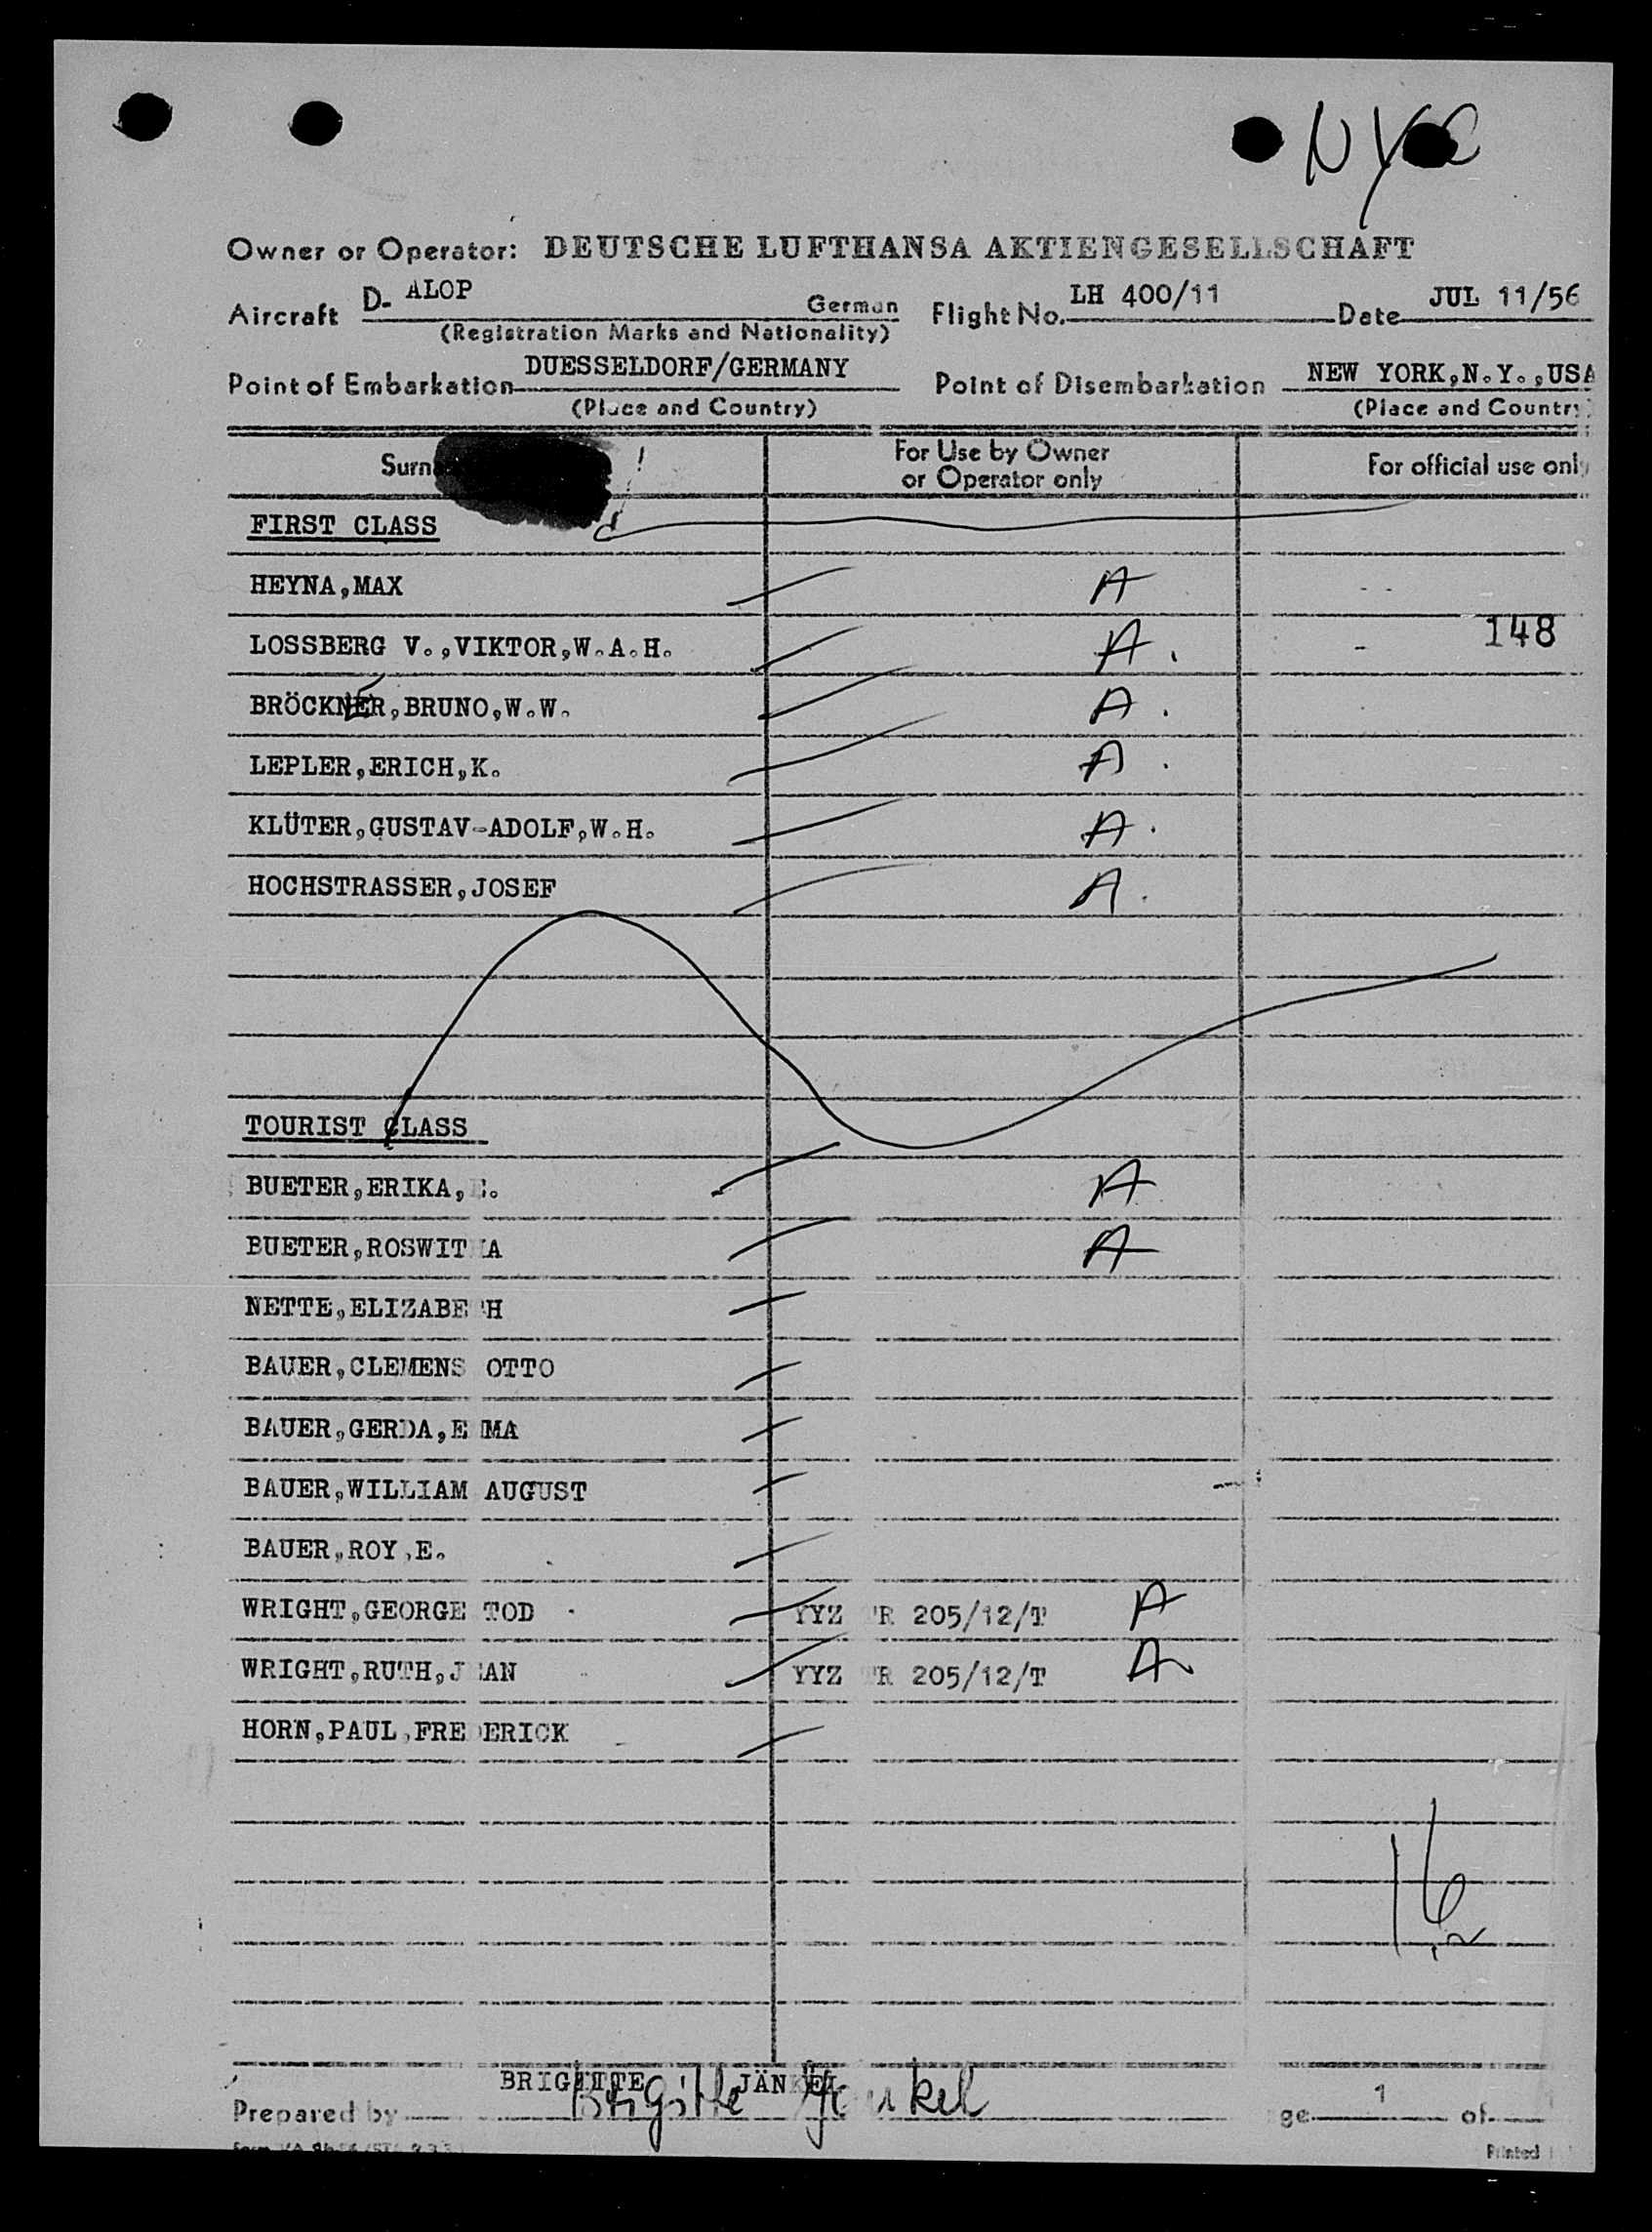 NYC
Owner or Operator: DEUTSCHE LUFTHANSA AKTIENGESELLSCHAFT
Aircraft D- ALOP German Flight No. LH 400/11 Date JUL 11/56
(Registration Marks and Nationality)
Point of Embarkation DUESSELDORF/GERMANY Point of Disembarkation NEW YORK,N.Y.,USA
(Place and Country) (Place and Country)
Surn For Use by Owner or Operator only For official use only
FIRST CLASS
HEYNA,MAX A
LOSSBERG V.,VIKTOR,W.A.H. A. 148
BRÖCKNER,BRUNO,W.W. A.
LEPLER,ERICH,K. A.
KLÜTER,GUSTAV-ADOLF,W.H. A.
HOCHSTRASSER,JOSEF A.
TOURIST CLASS
BUETER,ERIKA, A
BUETER,ROSWITHA A
NETTE,ELIZABETH
BAUER,CLEMENS OTTO
BAUER,GERDA,EMMA
BAUER,WILLIAM AUGUST
BAUER,ROY,E.
WRIGHT,GEORGE TOD YYZ TR 205/12/T A
WRIGHT,RUTH,JEAN YYZ TR 205/12/T A
HORN,PAUL,FREDERICK
16
BRIGITTE JÄNKEL
Prepared by Brigitte Jänkel ge 1 of
Printed